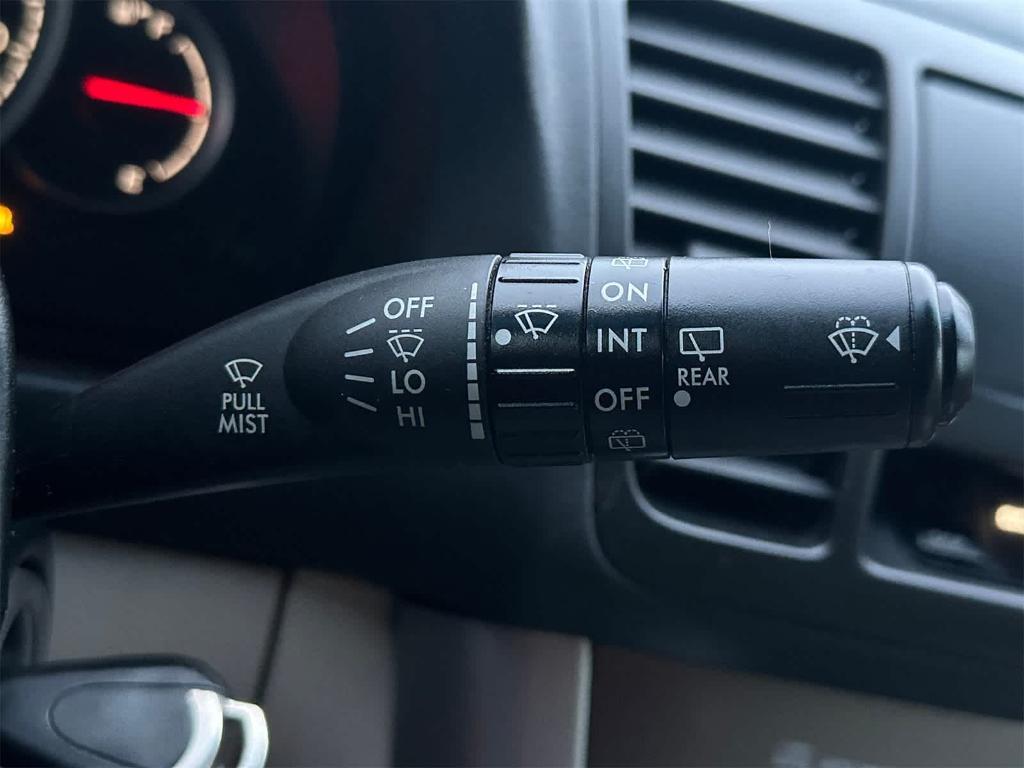 PULL
MIST
OFF
LO
HI
ON
INT
OFF
REAR